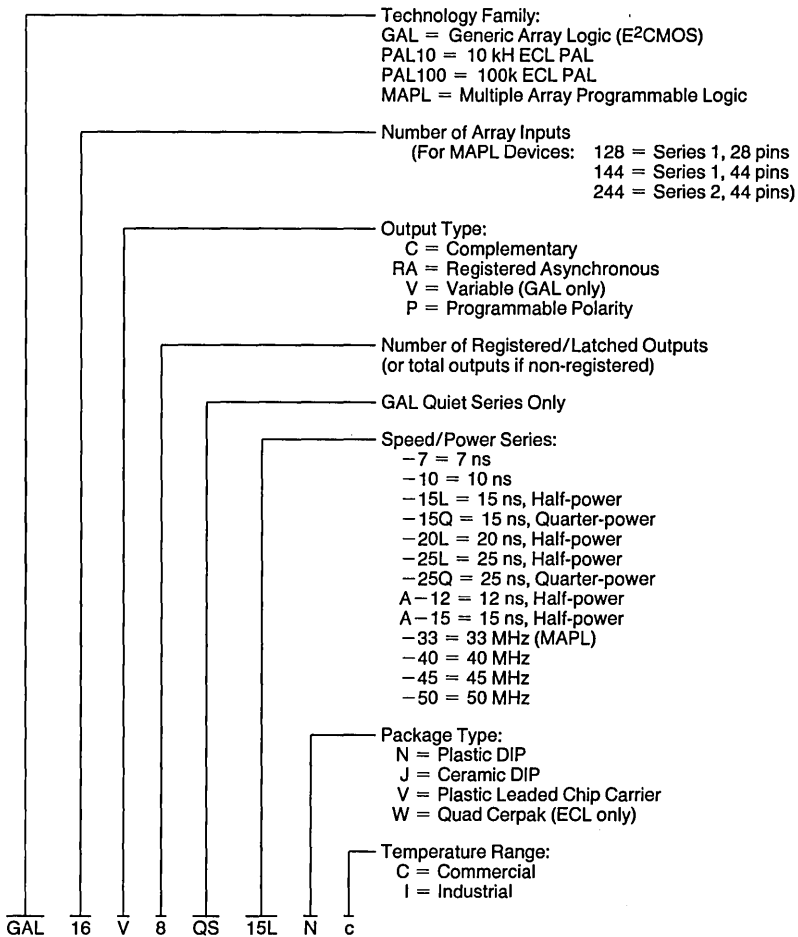 Technology Family:
GAL = Generic Array Logic (E2CMOS)
PAL10 = 10 kH ECL PAL
PAL100 = 100k ECL PAL
MAPL = Multiple Array Programmable Logic
Number of Array Inputs
(For MAPL Devices: 128 = Series 1, 28 pins
144 = Series 1, 44 pins
244 = Series 2, 44 pins)
Output Type:
C = Complementary
RA = Registered Asynchronous
V = Variable (GAL only)
P = Programmable Polarity
Number of Registered/Latched Outputs
(or total outputs if non-registered)
GAL Quiet Series Only
Speed/Power Series:
−7 = 7 ns
−10 = 10 ns
−15L = 15 ns, Half-power
−15Q = 15 ns, Quarter-power
−20L = 20 ns, Half-power
−25L = 25 ns, Half-power
−25Q = 25 ns, Quarter-power
A−12 = 12 ns, Half-power
A−15 = 15 ns, Half-power
−33 = 33 MHz (MAPL)
−40 = 40 MHz
−45 = 45 MHz
−50 = 50 MHz
Package Type:
N = Plastic DIP
J = Ceramic DIP
V = Plastic Leaded Chip Carrier
W = Quad Cerpak (ECL only)
Temperature Range:
C = Commercial
I = Industrial
GAL 16 V 8 QS 15L N c